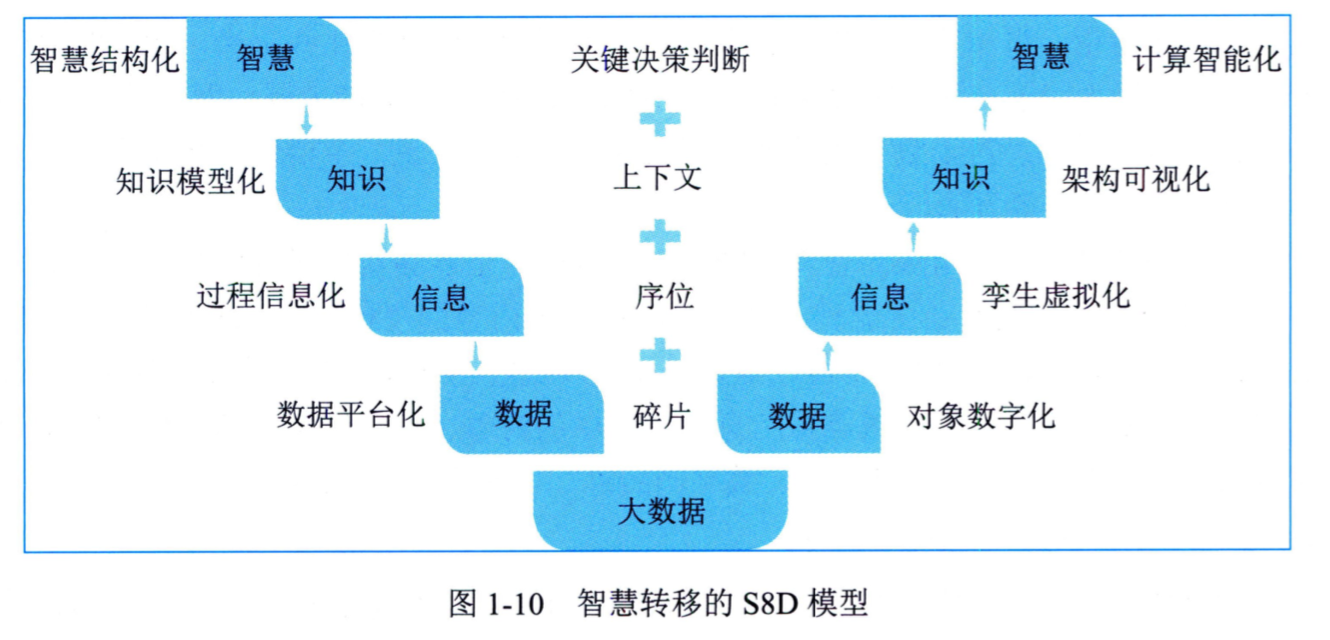 智慧结构化 智慧 关键决策判断 智慧 计算智能化
知识模型化 知识 上下文 知识 架构可视化
过程信息化 信息 序位 信息 孪生虚拟化
数据平台化 数据 碎片 数据 对象数字化
大数据
图 1-10 智慧转移的 S8D 模型